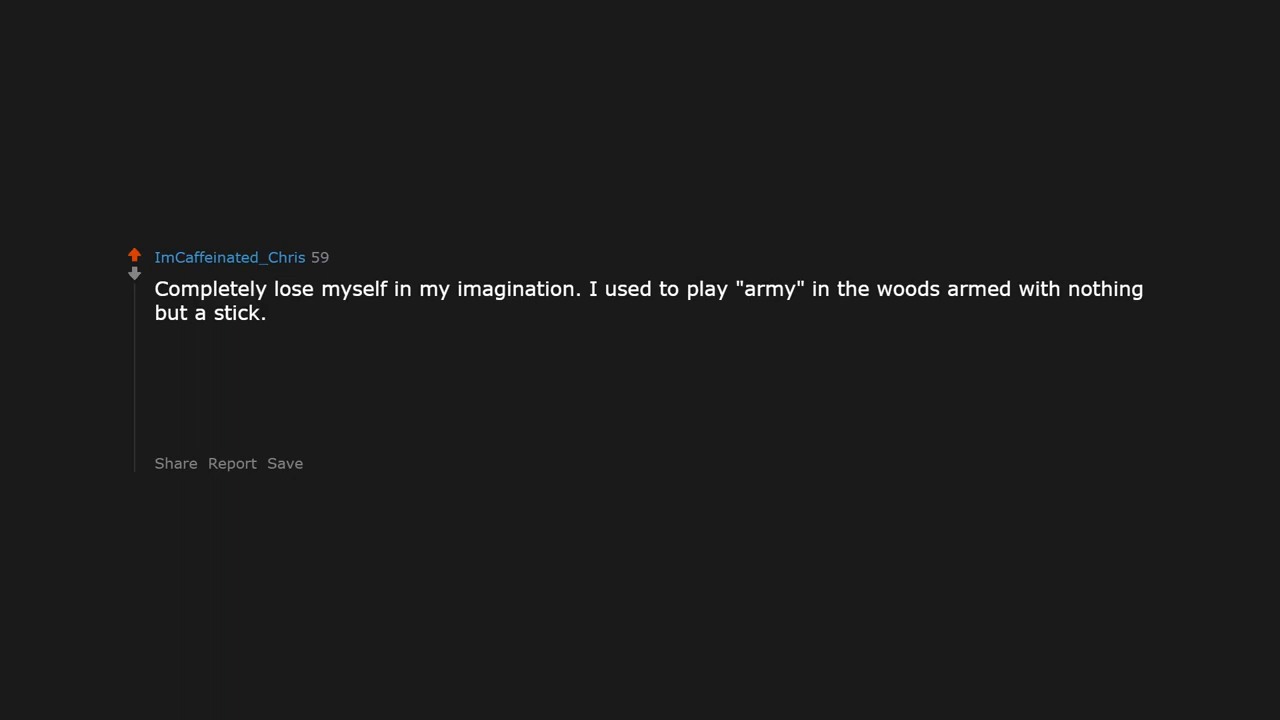 ImCaffeinated_Chris 59
Completely lose myself in my imagination. I used to play "army" in the woods armed with nothing
but a stick.
Share Report Save